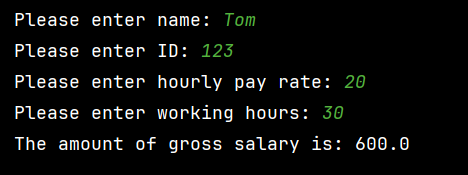 Please enter name: Tom
Please enter ID: 123
Please enter hourly pay rate: 20
Please enter working hours: 30
The amount of gross salary is: 600.0